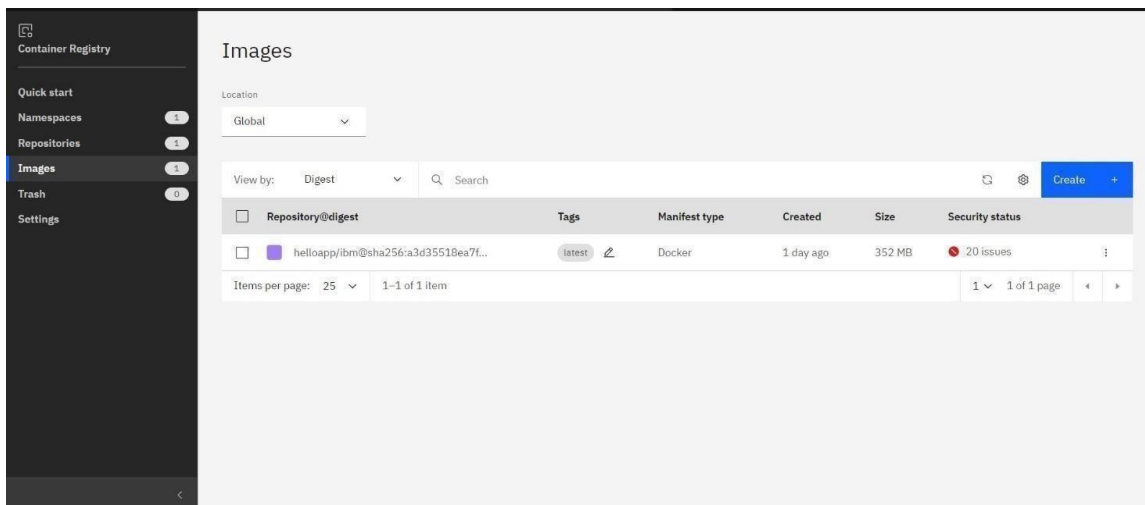 Container Registry
Quick start
Namespaces 1
Repositories 1
Images 1
Trash 0
Settings
Images
Location
Global
View by: Digest Search Create +
Repository@digest Tags Manifest type Created Size Security status
helloapp/ibm@sha256:a3d35518ea7f... latest Docker 1 day ago 352 MB 20 issues
Items per page: 25 1–1 of 1 item 1 1 of 1 page